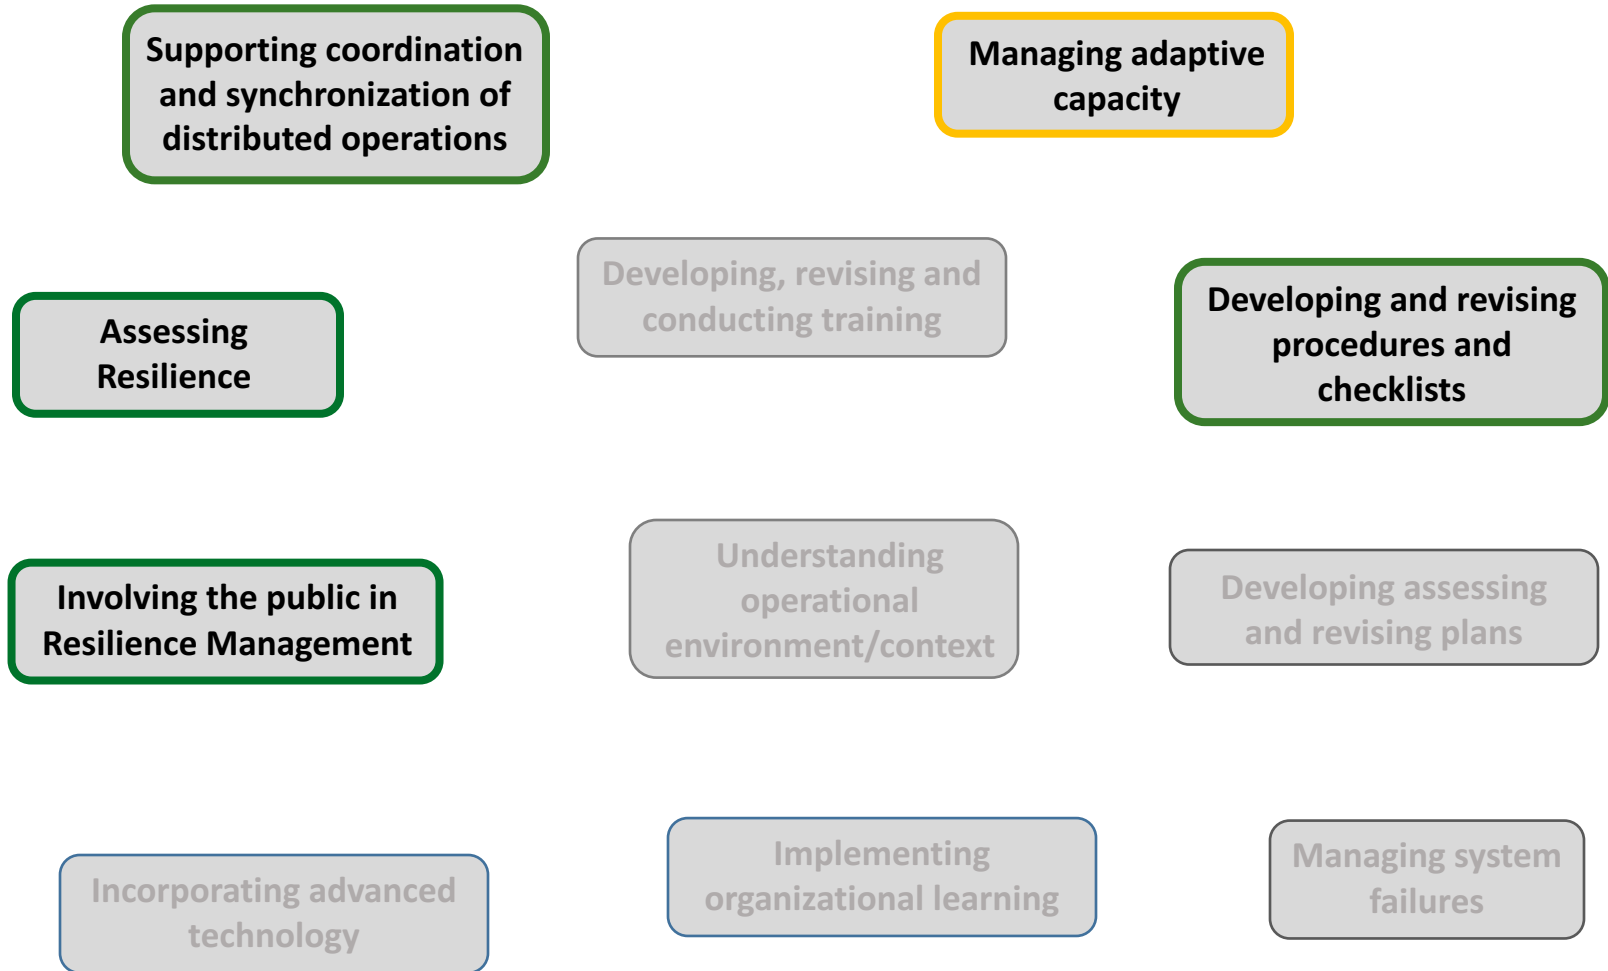 Supporting coordination
and synchronization of
distributed operations
Managing adaptive
capacity
Developing, revising and
conducting training
Assessing
Resilience
Developing and revising
procedures and
checklists
Involving the public in
Resilience Management
Understanding
operational
environment/context
Developing assessing
and revising plans
Incorporating advanced
technology
Implementing
organizational learning
Managing system
failures